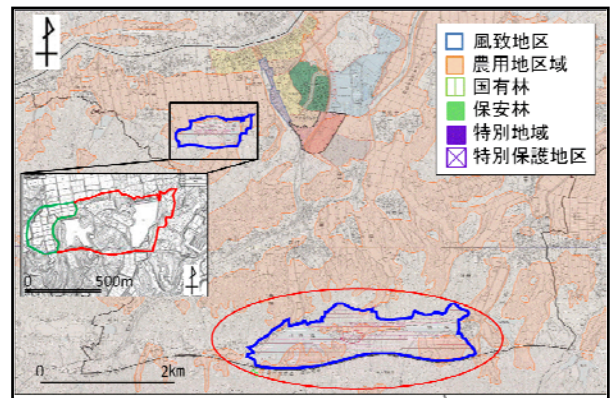 風致地区
農用地区域
国有林
保安林
特別地域
特別保護地区
0 500m
0 2km